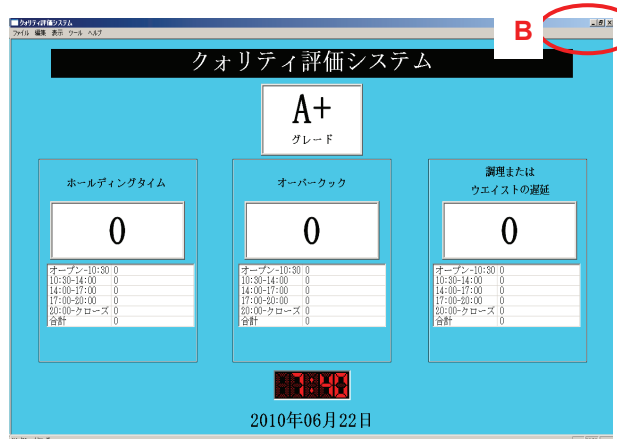 クォリティ評価システム
ファイル 編集 表示 ツール ヘルプ
B
クォリティ評価システム
A+
グレード
ホールディングタイム
0
オープン-10:30 0
10:30-14:00 0
14:00-17:00 0
17:00-20:00 0
20:00-クローズ 0
合計 0
オーバークック
0
オープン-10:30 0
10:30-14:00 0
14:00-17:00 0
17:00-20:00 0
20:00-クローズ 0
合計 0
調理または
ウエイストの遅延
0
オープン-10:30 0
10:30-14:00 0
14:00-17:00 0
17:00-20:00 0
20:00-クローズ 0
合計 0
2010年06月22日